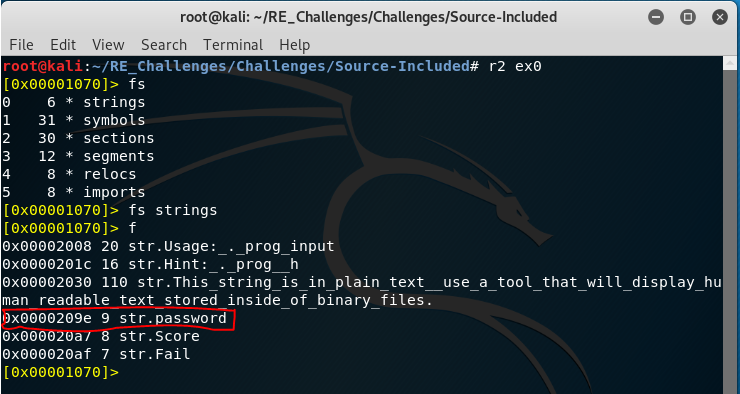 root@kali: ~/RE_Challenges/Challenges/Source-Included
File Edit View Search Terminal Help
root@kali:~/RE_Challenges/Challenges/Source-Included# r2 ex0
[0x00001070]> fs
0    6 * strings
1   31 * symbols
2   30 * sections
3   12 * segments
4    8 * relocs
5    8 * imports
[0x00001070]> fs strings
[0x00001070]> f
0x00002008 20 str.Usage:_._prog_input
0x0000201c 16 str.Hint:_._prog__h
0x00002030 110 str.This_string_is_in_plain_text__use_a_tool_that_will_display_hu
man_readable_text_stored_inside_of_binary_files.
0x0000209e 9 str.password
0x000020a7 8 str.Score
0x000020af 7 str.Fail
[0x00001070]>